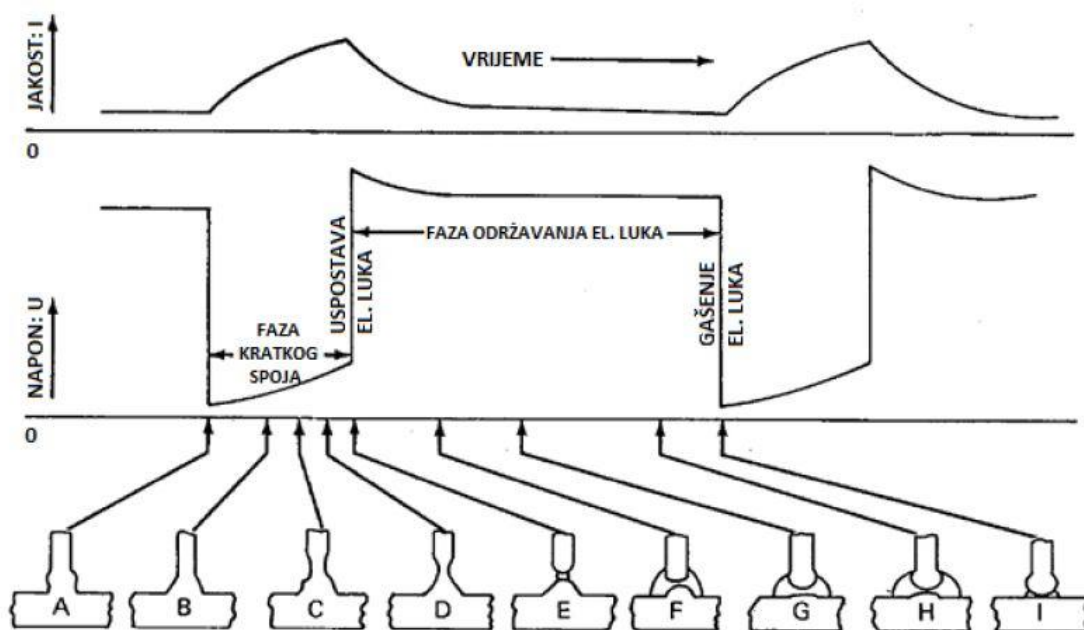 JAKOST: I
VRIJEME
0
NAPON: U
FAZA
KRATKOG
SPOJA
USPOSTAVA
EL. LUKA
FAZA ODRŽAVANJA EL. LUKA
GAŠENJE
EL. LUKA
0
A B C D E F G H I